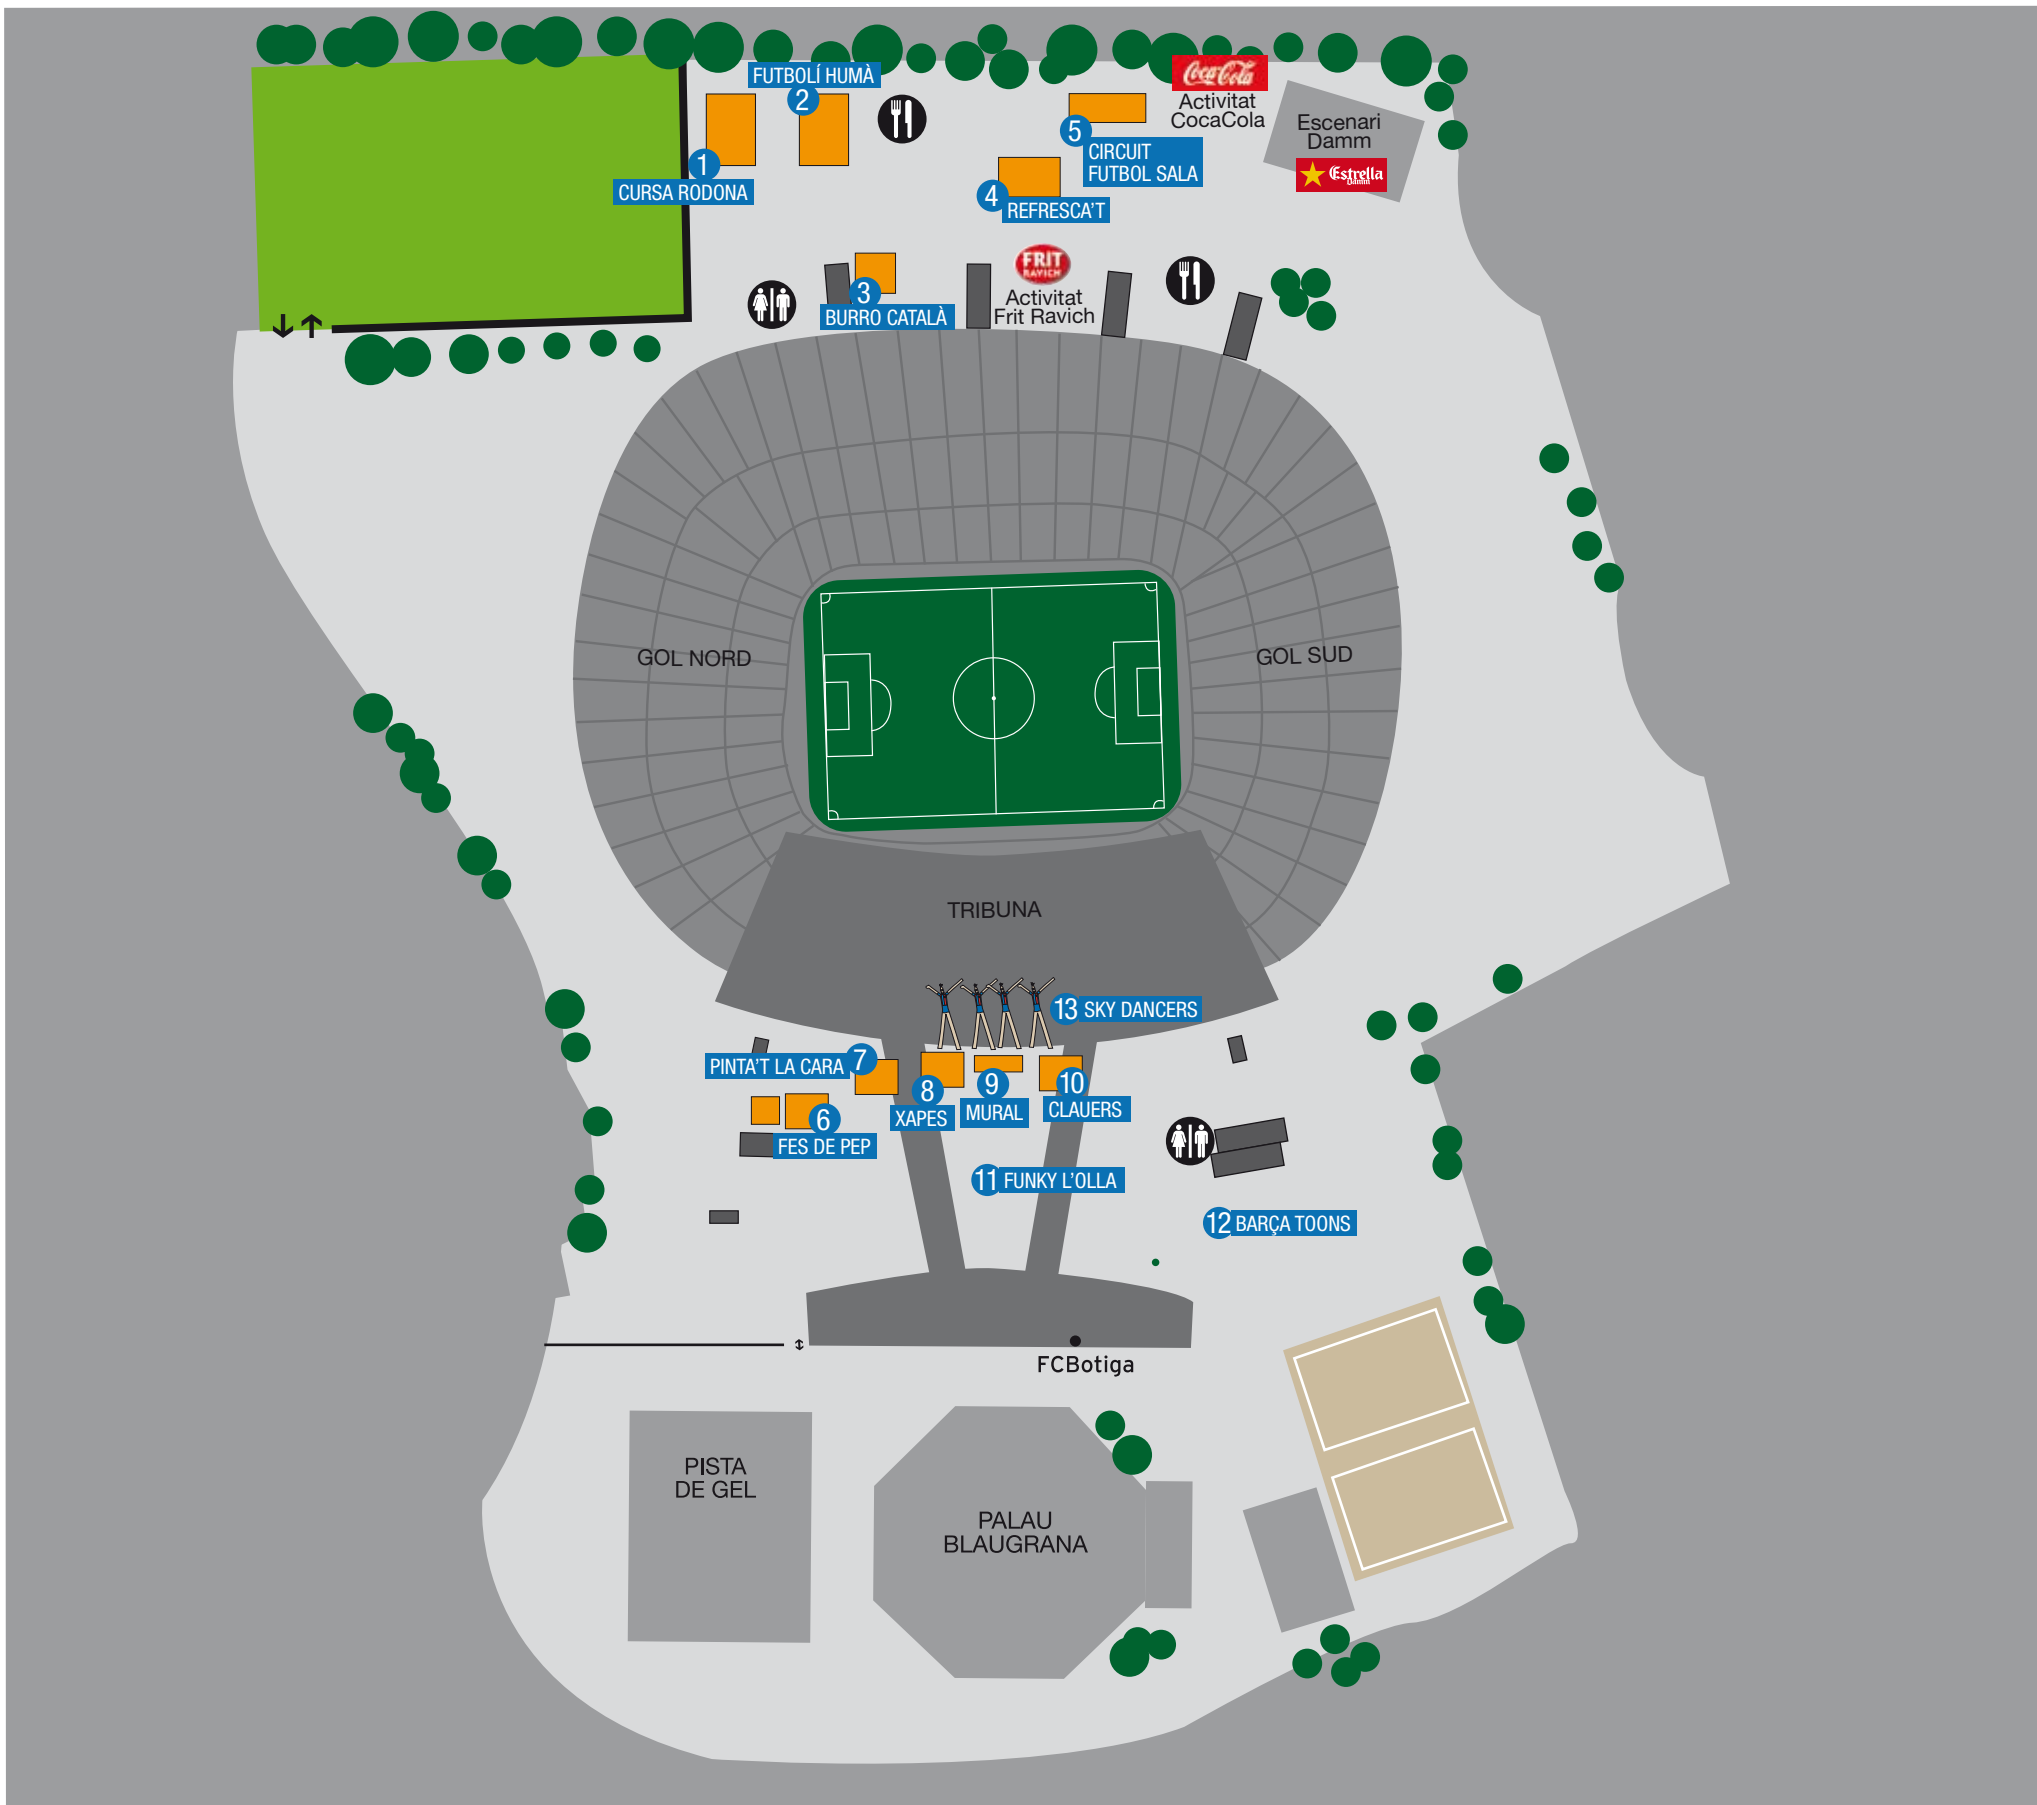 FUTBOLÍ HUMÀ
2
Coca-Cola
Activitat
CocaCola
Escenari
Damm
Estrella
Damm
5
CIRCUIT
FUTBOL SALA
1
CURSA RODONA
4
REFRESCA'T
FRIT
RAVICH
Activitat
Frit Ravich
3
BURRO CATALÀ
GOL NORD
GOL SUD
TRIBUNA
13 SKY DANCERS
PINTA'T LA CARA 7
8
XAPES
9
MURAL
10
CLAUERS
6
FES DE PEP
11 FUNKY L'OLLA
12 BARÇA TOONS
FCBotiga
PISTA
DE GEL
PALAU
BLAUGRANA